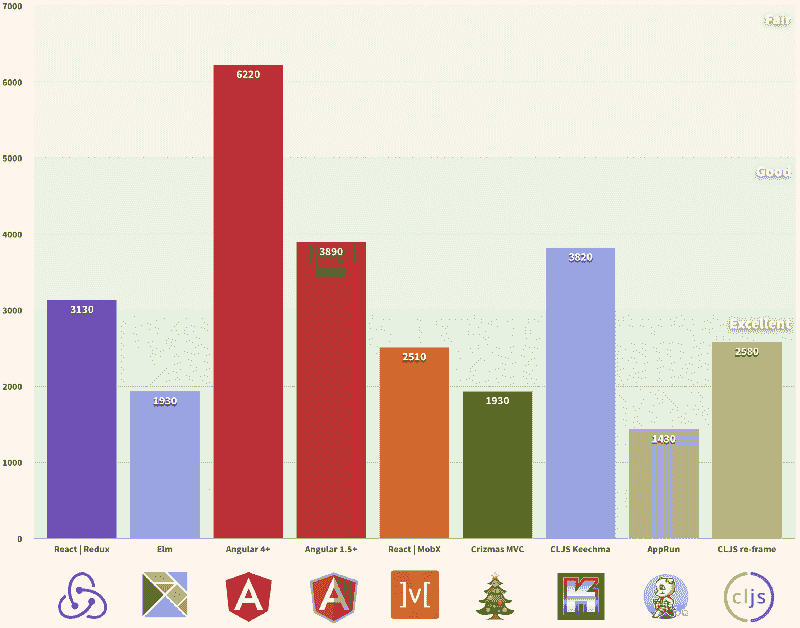 7000
Fair
6000
6220
5000
Good
4000
3890
3820
3130
3000
Excellent
2510
2580
2000
1930
1930
1430
1000
0
React | Redux
Elm
Angular 4+
Angular 1.5+
React | MobX
Crizmas MVC
CLJS Keechma
AppRun
CLJS re-frame
A
A
]v[
K
cljs